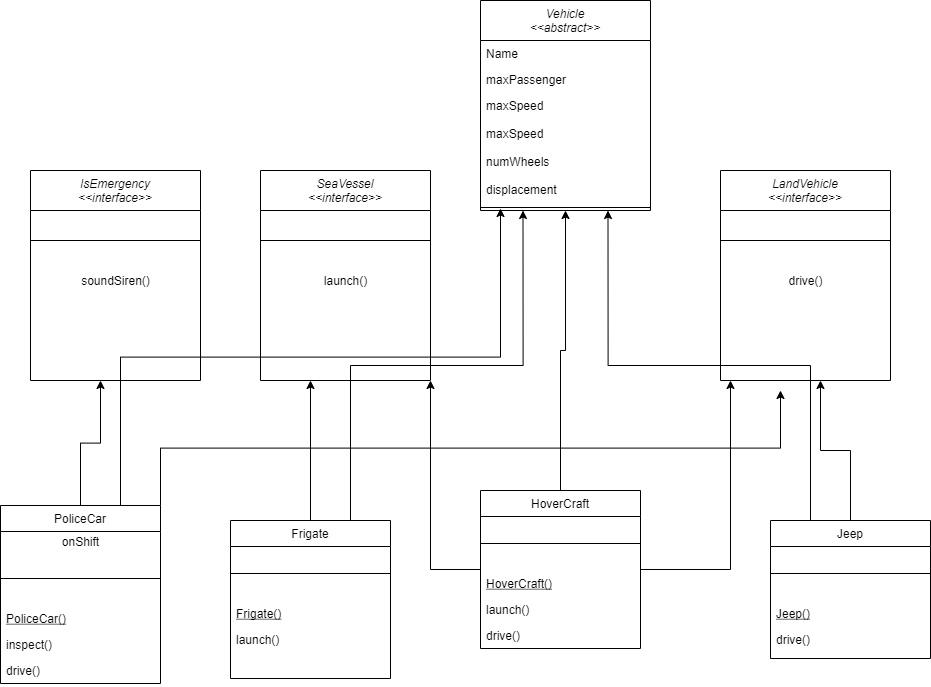 Vehicle
<<abstract>>
Name
maxPassenger
maxSpeed
maxSpeed
numWheels
displacement
IsEmergency
<<interface>>
soundSiren()
SeaVessel
<<interface>>
launch()
LandVehicle
<<interface>>
drive()
PoliceCar
onShift
PoliceCar()
inspect()
drive()
Frigate
Frigate()
launch()
HoverCraft
HoverCraft()
launch()
drive()
Jeep
Jeep()
drive()